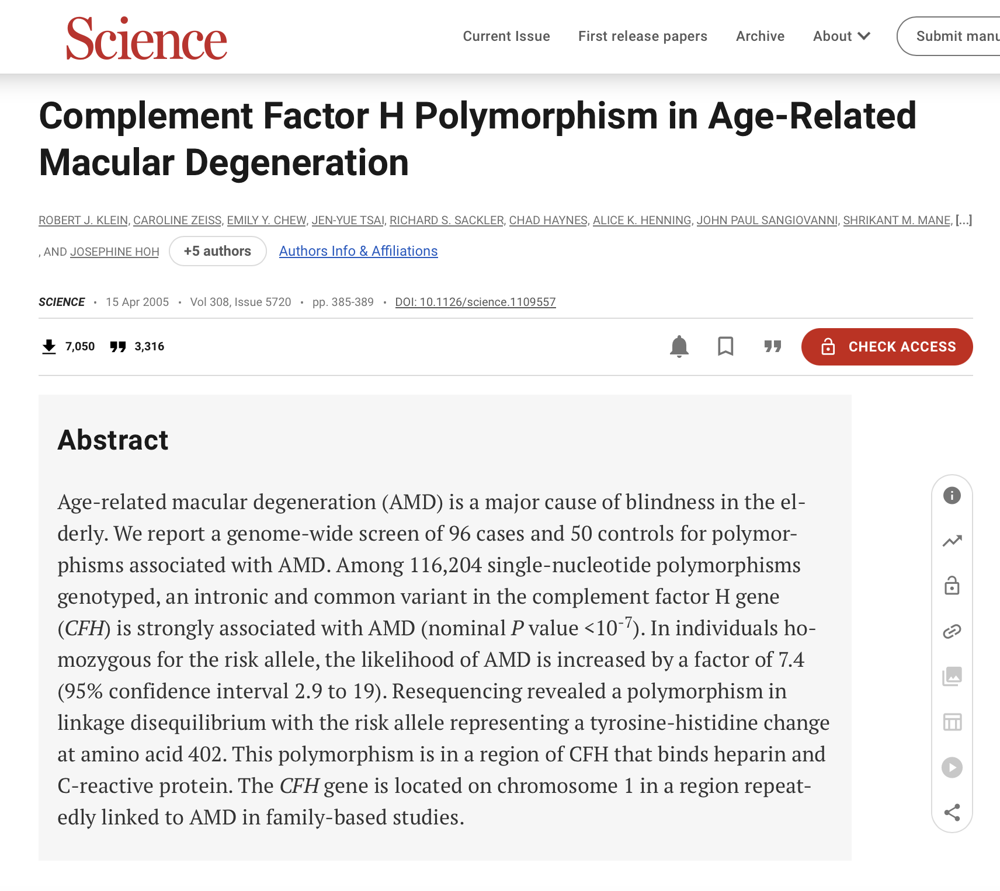 Science
Current Issue First release papers Archive About Submit manu
Complement Factor H Polymorphism in Age-Related
Macular Degeneration
ROBERT J. KLEIN, CAROLINE ZEISS, EMILY Y. CHEW, JEN-YUE TSAI, RICHARD S. SACKLER, CHAD HAYNES, ALICE K. HENNING, JOHN PAUL SANGIOVANNI, SHRIKANT M. MANE, [...]
, AND JOSEPHINE HOH +5 authors Authors Info & Affiliations
SCIENCE • 15 Apr 2005 • Vol 308, Issue 5720 • pp. 385-389 • DOI: 10.1126/science.1109557
7,050 3,316 CHECK ACCESS
Abstract
Age-related macular degeneration (AMD) is a major cause of blindness in the el-
derly. We report a genome-wide screen of 96 cases and 50 controls for polymor-
phisms associated with AMD. Among 116,204 single-nucleotide polymorphisms
genotyped, an intronic and common variant in the complement factor H gene
(CFH) is strongly associated with AMD (nominal P value <10⁻⁷). In individuals ho-
mozygous for the risk allele, the likelihood of AMD is increased by a factor of 7.4
(95% confidence interval 2.9 to 19). Resequencing revealed a polymorphism in
linkage disequilibrium with the risk allele representing a tyrosine-histidine change
at amino acid 402. This polymorphism is in a region of CFH that binds heparin and
C-reactive protein. The CFH gene is located on chromosome 1 in a region repeat-
edly linked to AMD in family-based studies.